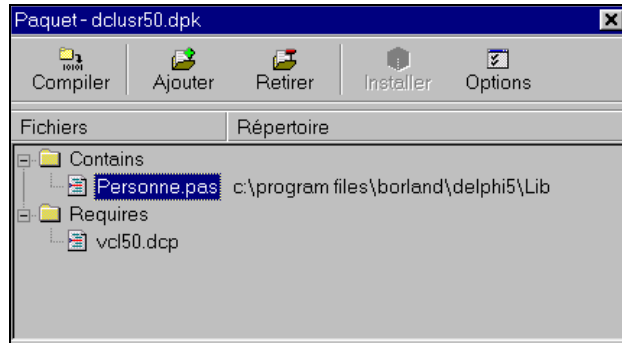 Paquet - dclusr50.dpk
Compiler Ajouter Retirer Installer Options
Fichiers Répertoire
Contains
Personne.pas c:\program files\borland\delphi5\Lib
Requires
vcl50.dcp